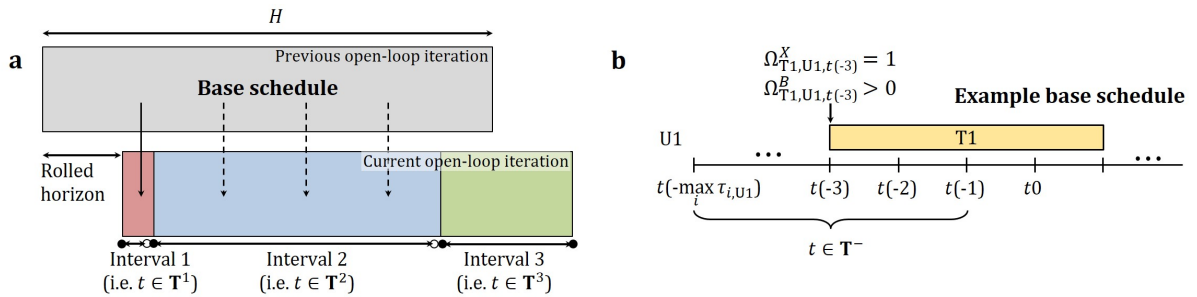 a
H
Previous open-loop iteration
Base schedule
Rolled
horizon
Current open-loop iteration
Interval 1
(i.e. t ∈ T¹)
Interval 2
(i.e. t ∈ T²)
Interval 3
(i.e. t ∈ T³)
b
Ω^X_{T1,U1,t(-3)} = 1
Ω^B_{T1,U1,t(-3)} > 0
Example base schedule
U1
T1
...
...
t(-max_i τ_{i,U1})
t(-3)
t(-2)
t(-1)
t0
t ∈ T⁻